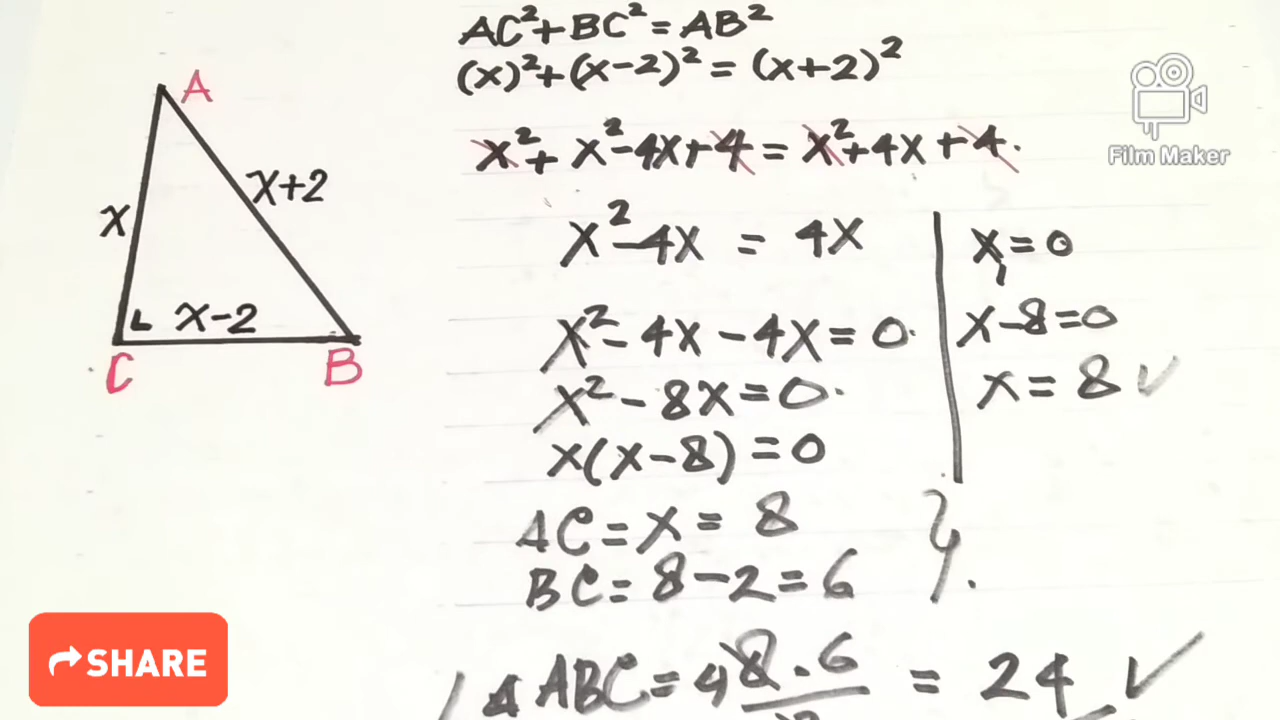 AC²+BC²=AB²
(x)²+(x-2)²=(x+2)²
A
Film Maker
x²+x²-4x+4=x²+4x+4.
x+2
x
x²-4x=4x
x₁=0
x-2
x-8=0
x²-4x-4x=0.
C
B
x=8✓
x²-8x=0.
x(x-8)=0
AC=x=8
BC=8-2=6
SHARE
ABC=48.6=24✓